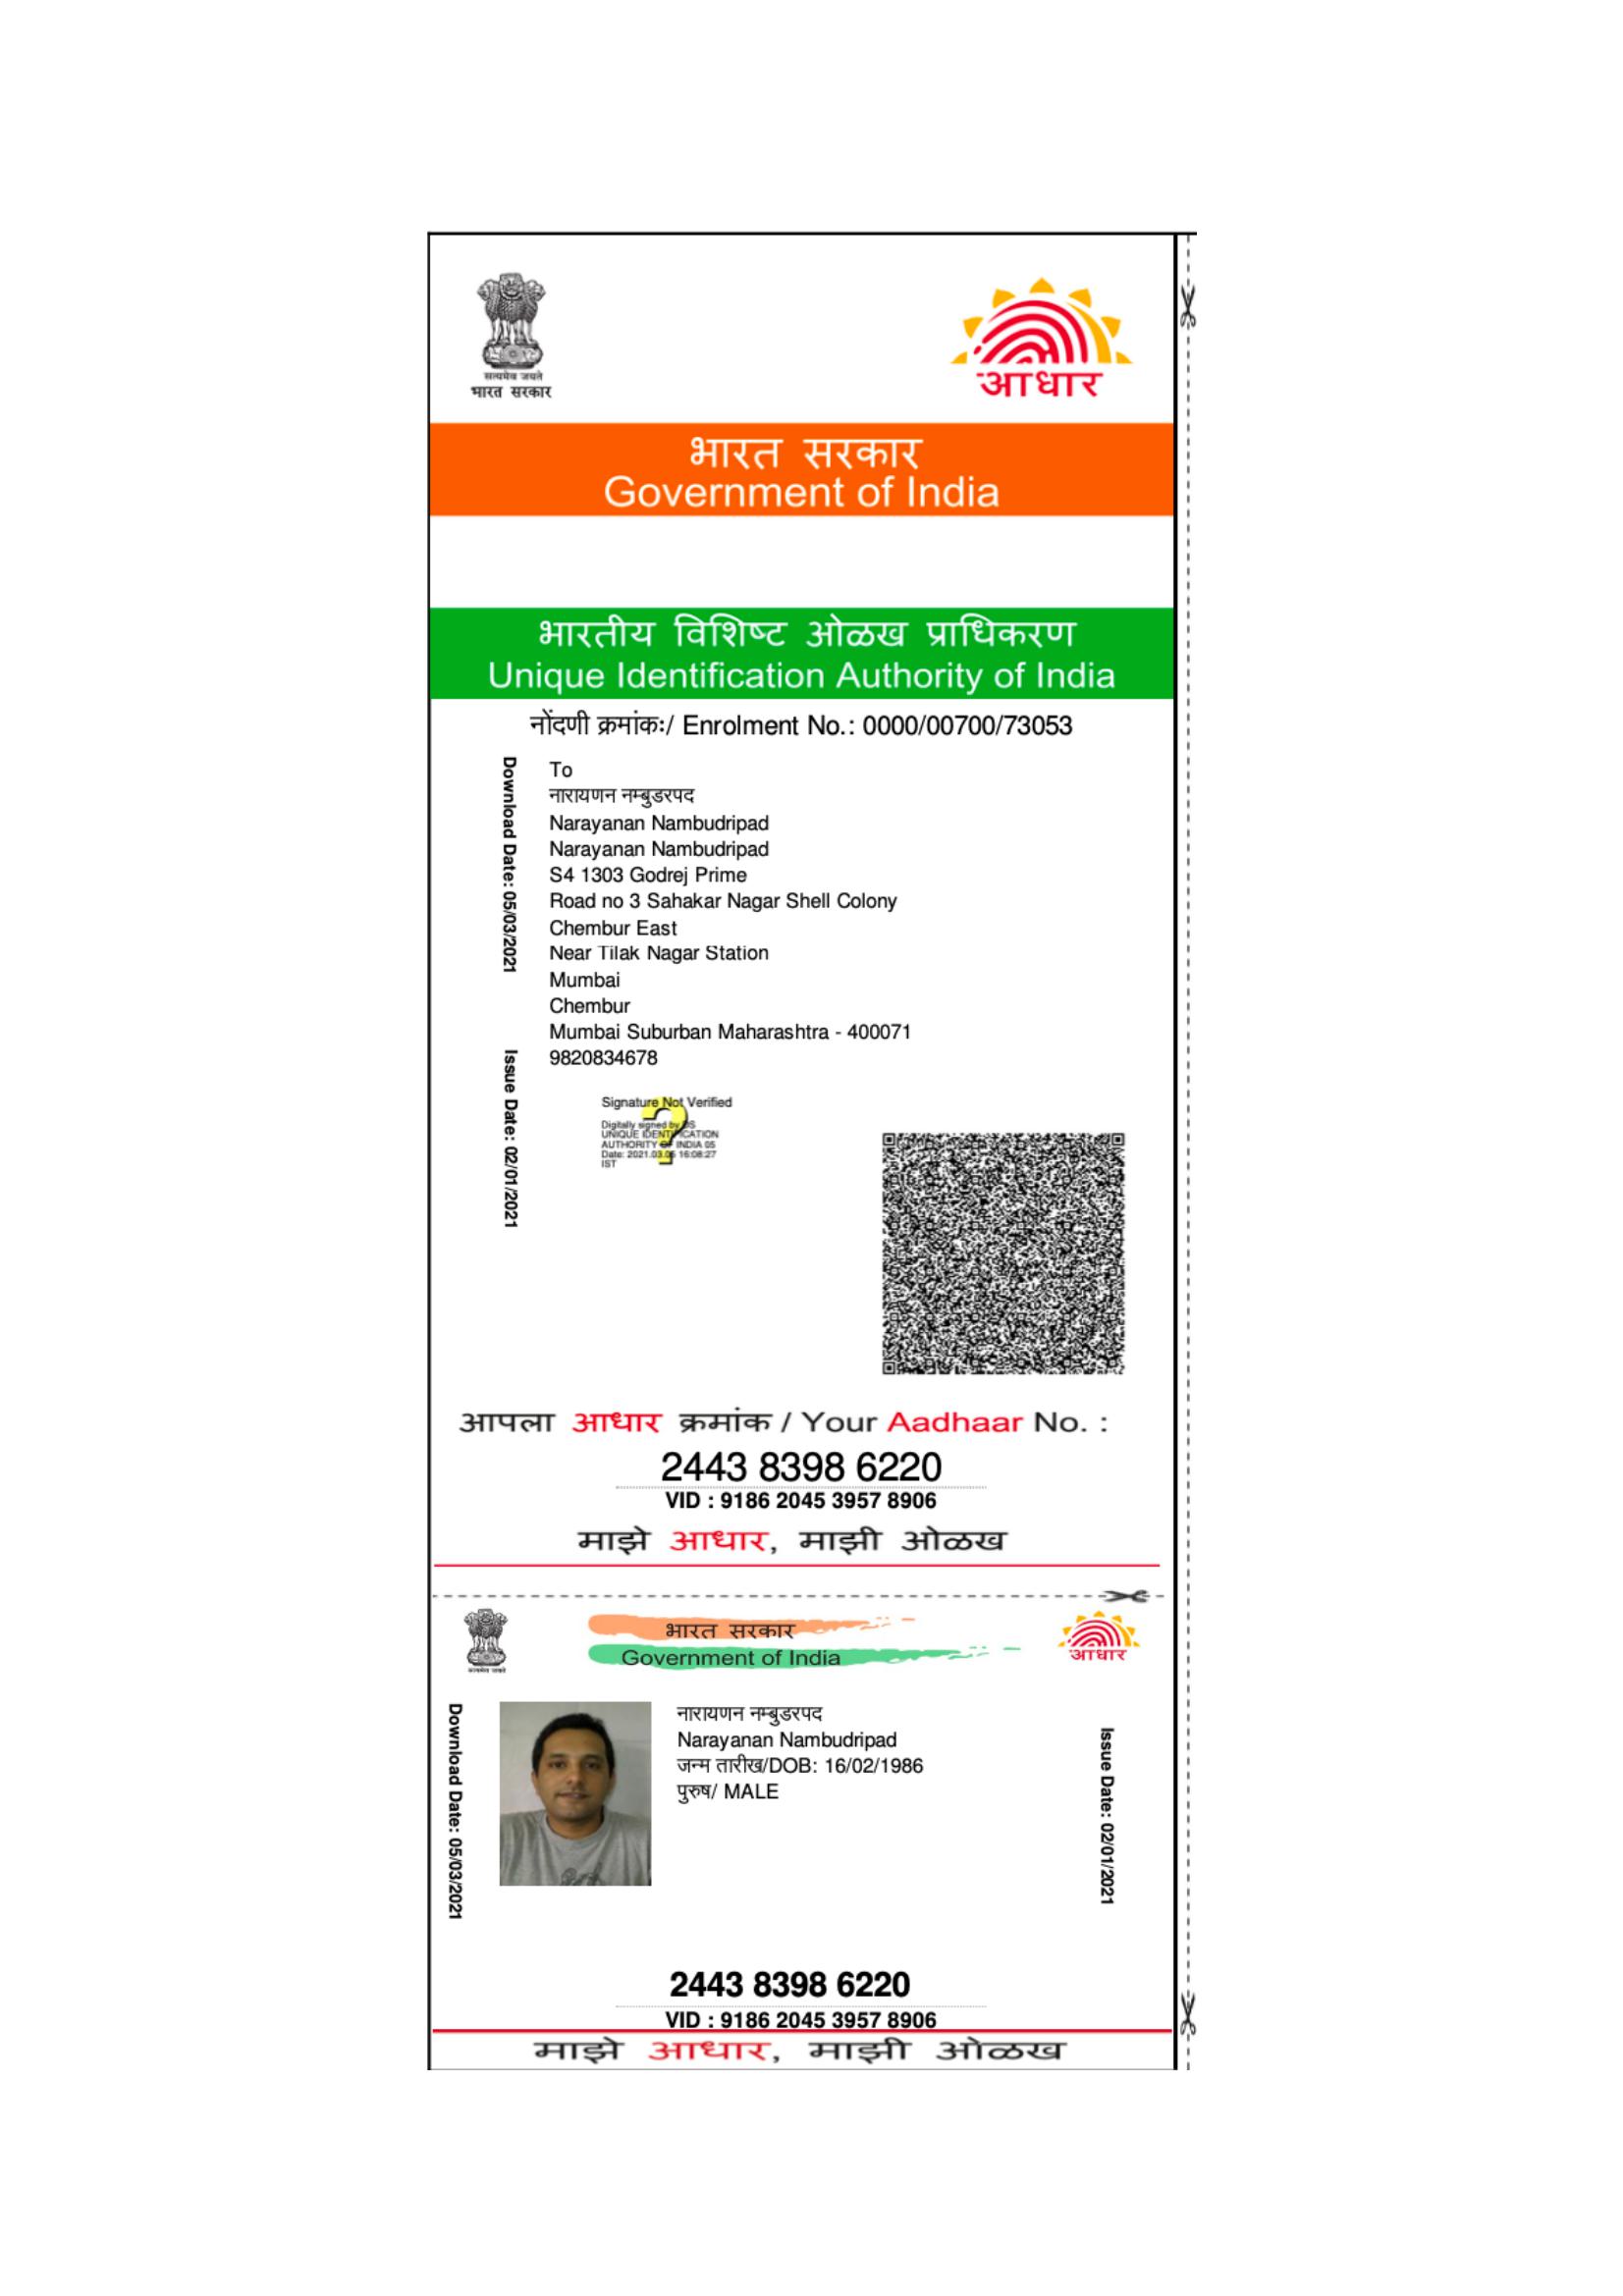 सत्यमेव जयते
भारत सरकार
आधार
भारत सरकार
Government of India
भारतीय विशिष्ट ओळख प्राधिकरण
Unique Identification Authority of India
नोंदणी क्रमांकः/ Enrolment No.: 0000/00700/73053
Download Date: 05/03/2021
Issue Date: 02/01/2021
To
नारायणन नम्बुडरपद
Narayanan Nambudripad
Narayanan Nambudripad
S4 1303 Godrej Prime
Road no 3 Sahakar Nagar Shell Colony
Chembur East
Near Tilak Nagar Station
Mumbai
Chembur
Mumbai Suburban Maharashtra - 400071
9820834678
Signature Not Verified
Digitally signed by DS
UNIQUE IDENTIFICATION
AUTHORITY OF INDIA 05
Date: 2021.03.05 16:08:27
IST
आपला आधार क्रमांक / Your Aadhaar No. :
2443 8398 6220
VID : 9186 2045 3957 8906
माझे आधार, माझी ओळख
सत्यमेव जयते
भारत सरकार
Government of India
आधार
Download Date: 05/03/2021
नारायणन नम्बुडरपद
Narayanan Nambudripad
जन्म तारीख/DOB: 16/02/1986
पुरुष/ MALE
Issue Date: 02/01/2021
2443 8398 6220
VID : 9186 2045 3957 8906
माझे आधार, माझी ओळख